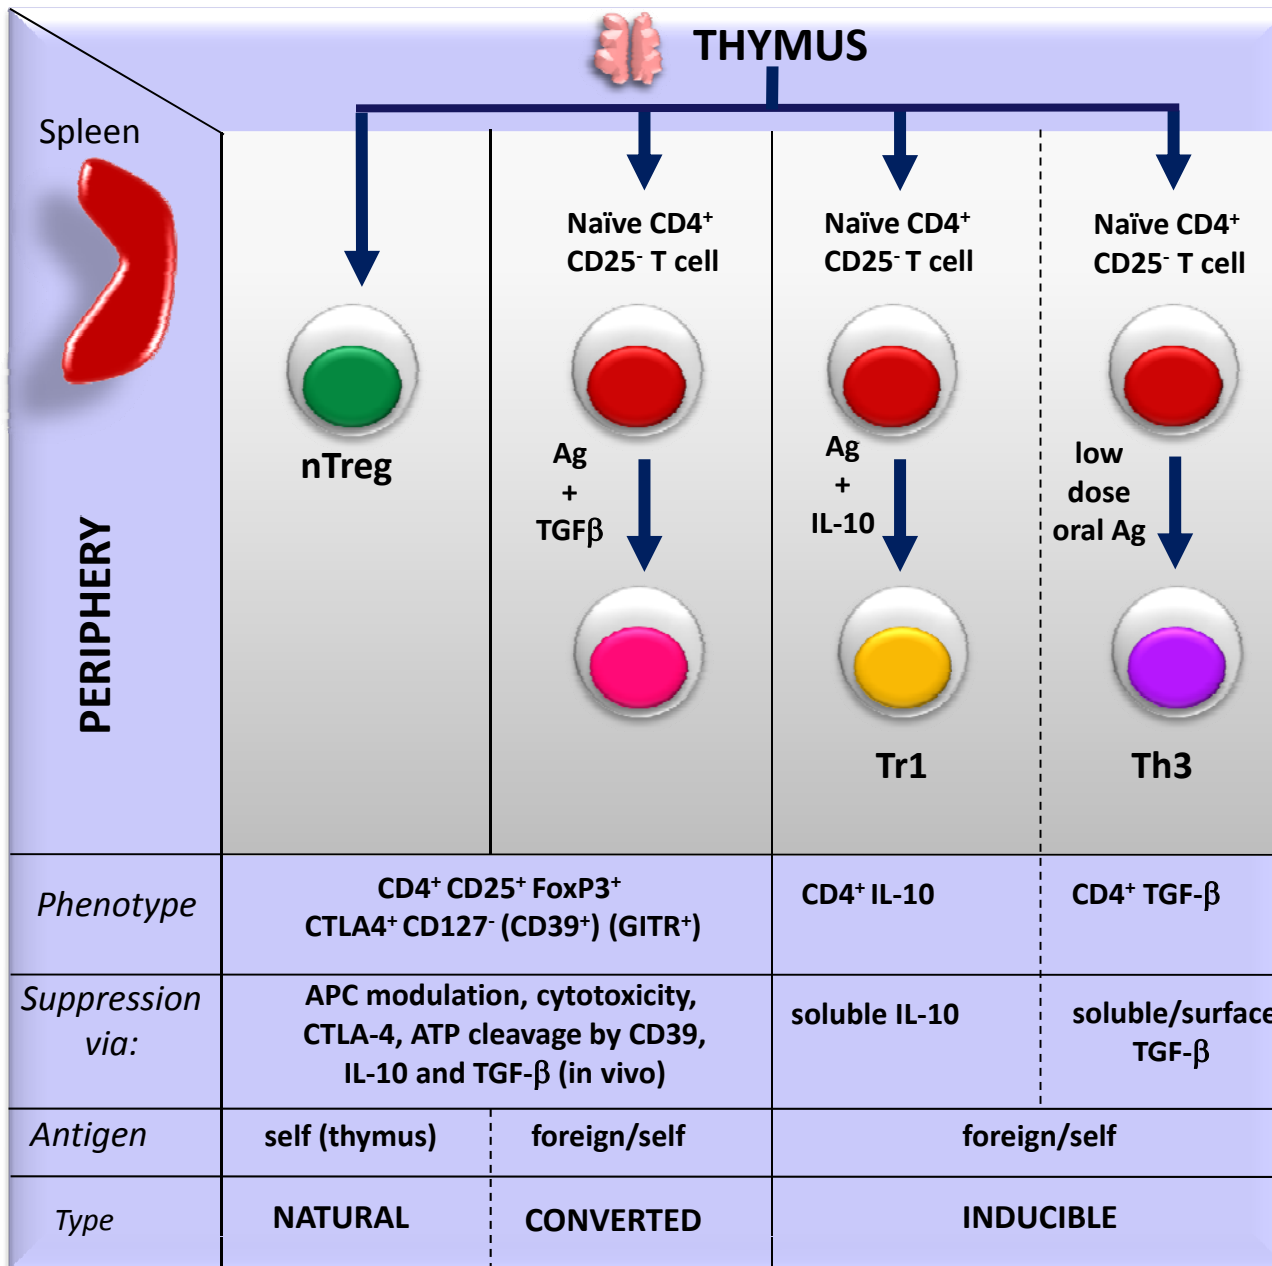 THYMUS
Spleen
PERIPHERY
Naïve CD4⁺
CD25⁻ T cell
Naïve CD4⁺
CD25⁻ T cell
Naïve CD4⁺
CD25⁻ T cell
nTreg
Ag
+
TGFβ
Ag
+
IL-10
low
dose
oral Ag
Tr1
Th3
Phenotype
CD4⁺ CD25⁺ FoxP3⁺
CTLA4⁺ CD127⁻ (CD39⁺) (GITR⁺)
CD4⁺ IL-10
CD4⁺ TGF-β
Suppression
via:
APC modulation, cytotoxicity,
CTLA-4, ATP cleavage by CD39,
IL-10 and TGF-β (in vivo)
soluble IL-10
soluble/surface
TGF-β
Antigen
self (thymus)
foreign/self
foreign/self
Type
NATURAL
CONVERTED
INDUCIBLE